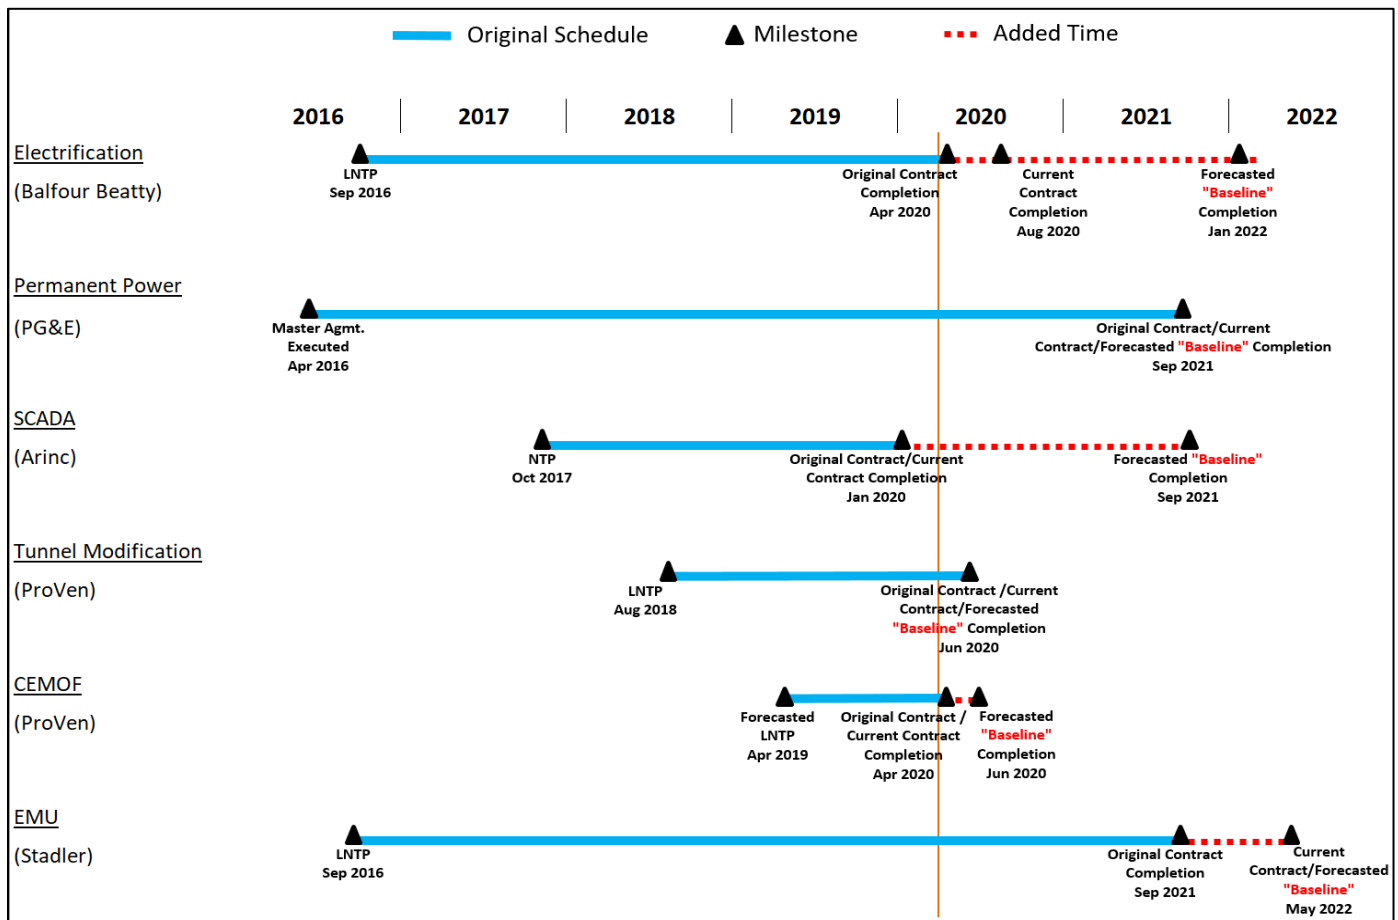 Original Schedule Milestone Added Time
2016 2017 2018 2019 2020 2021 2022
Electrification
(Balfour Beatty)
LNTP
Sep 2016
Original Contract
Completion
Apr 2020
Current
Contract
Completion
Aug 2020
Forecasted
"Baseline"
Completion
Jan 2022
Permanent Power
(PG&E)
Master Agmt.
Executed
Apr 2016
Original Contract/Current
Contract/Forecasted "Baseline" Completion
Sep 2021
SCADA
(Arinc)
NTP
Oct 2017
Original Contract/Current
Contract Completion
Jan 2020
Forecasted "Baseline"
Completion
Sep 2021
Tunnel Modification
(ProVen)
LNTP
Aug 2018
Original Contract /Current
Contract/Forecasted
"Baseline" Completion
Jun 2020
CEMOF
(ProVen)
Forecasted
LNTP
Apr 2019
Original Contract /
Current Contract
Completion
Apr 2020
Forecasted
"Baseline"
Completion
Jun 2020
EMU
(Stadler)
LNTP
Sep 2016
Original Contract
Completion
Sep 2021
Current
Contract/Forecasted
"Baseline"
May 2022